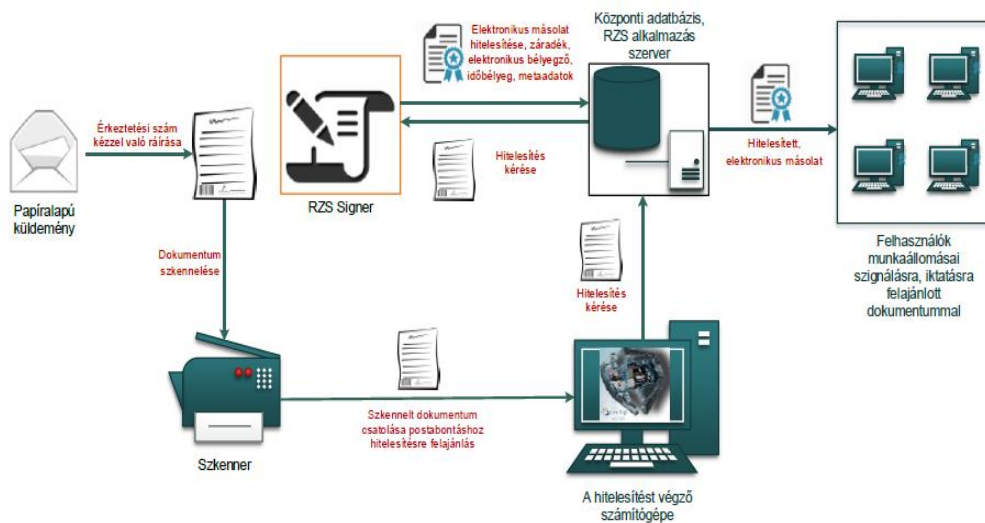 Elektronikus másolat
hitelesítése, záradék,
elektronikus bélyegző,
időbélyeg, metaadatok
Központi adatbázis,
RZS alkalmazás
szerver
Érkeztetési szám
kézzel való ráírása
Papíralapú
küldemény
RZS Signer
Hitelesítés
kérése
Hitelesített,
elektronikus másolat
Felhasználók
munkaállomásai
szignálásra, iktatásra
felajánlott
dokumentummal
Dokumentum
szkennelése
Hitelesítés
kérése
Szkennelt dokumentum
csatolása postabontáshoz
hitelesítésre felajánlás
Szkenner
A hitelesítést végző
számítógépe